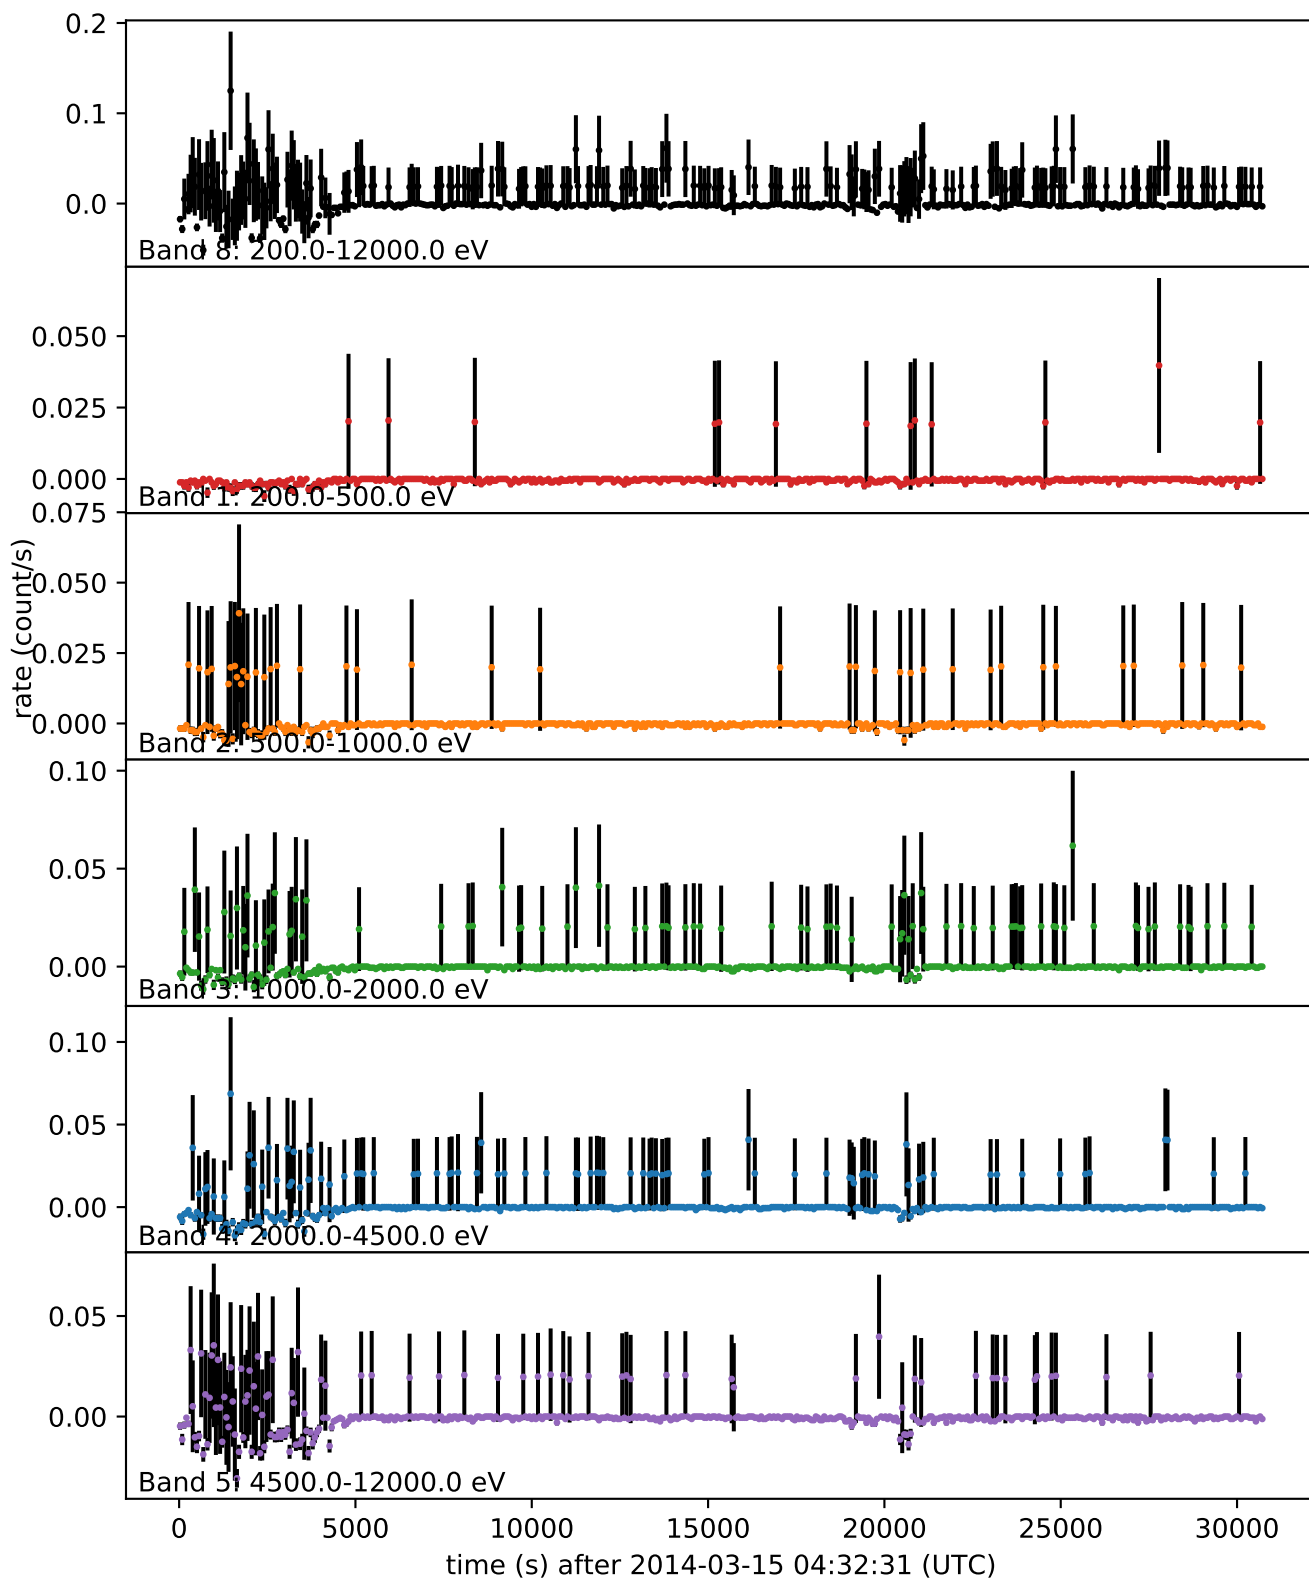 0.2
0.1
0.0
Band 8: 200.0-12000.0 eV
0.050
0.025
0.000
Band 1: 200.0-500.0 eV
0.075
0.050
0.025
0.000
Band 2: 500.0-1000.0 eV
rate (count/s)
0.10
0.05
0.00
Band 3: 1000.0-2000.0 eV
0.10
0.05
0.00
Band 4: 2000.0-4500.0 eV
0.05
0.00
Band 5: 4500.0-12000.0 eV
0 5000 10000 15000 20000 25000 30000
time (s) after 2014-03-15 04:32:31 (UTC)